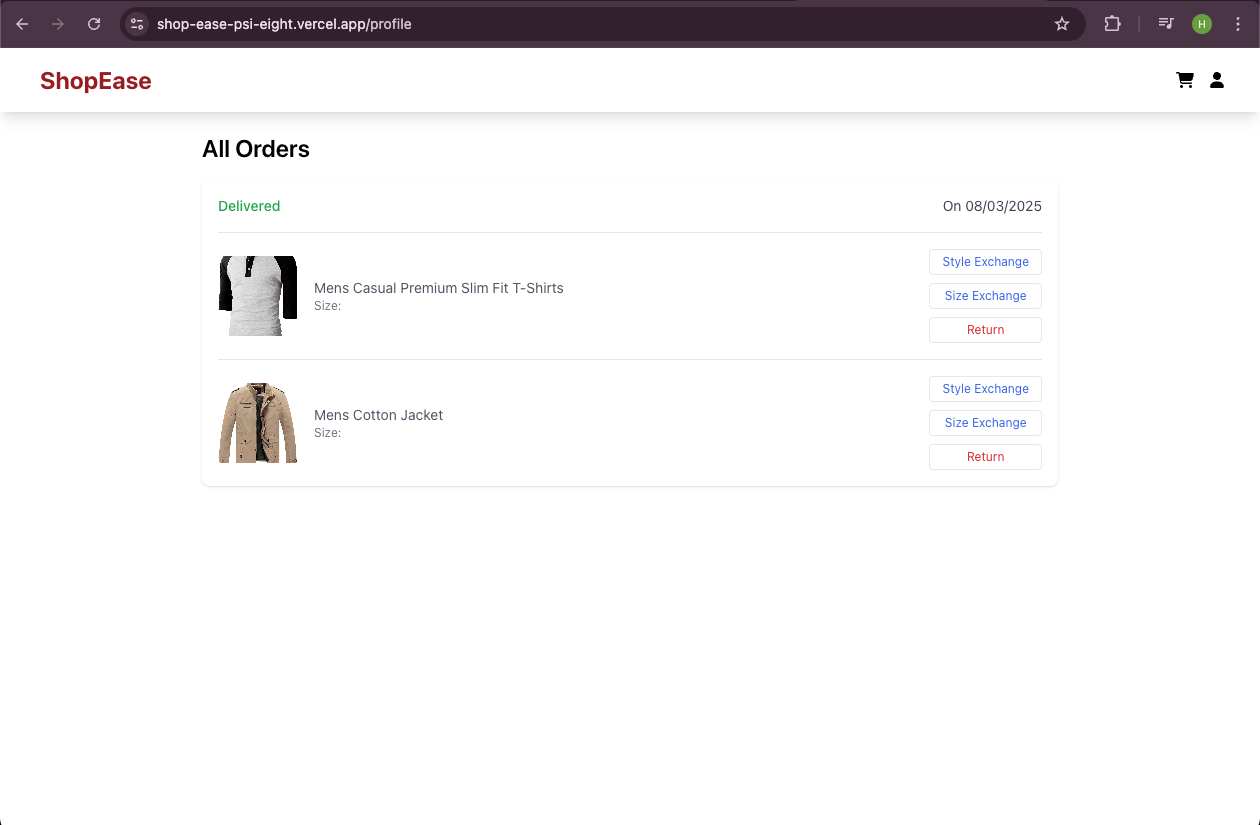 shop-ease-psi-eight.vercel.app/profile
H
ShopEase
All Orders
Delivered
On 08/03/2025
Mens Casual Premium Slim Fit T-Shirts
Size:
Style Exchange
Size Exchange
Return
Mens Cotton Jacket
Size:
Style Exchange
Size Exchange
Return